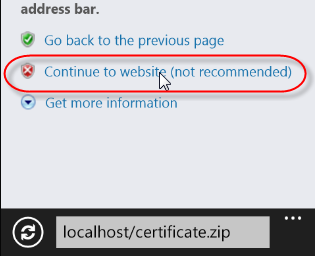 address bar.
Go back to the previous page
Continue to website (not recommended)
Get more information
localhost/certificate.zip